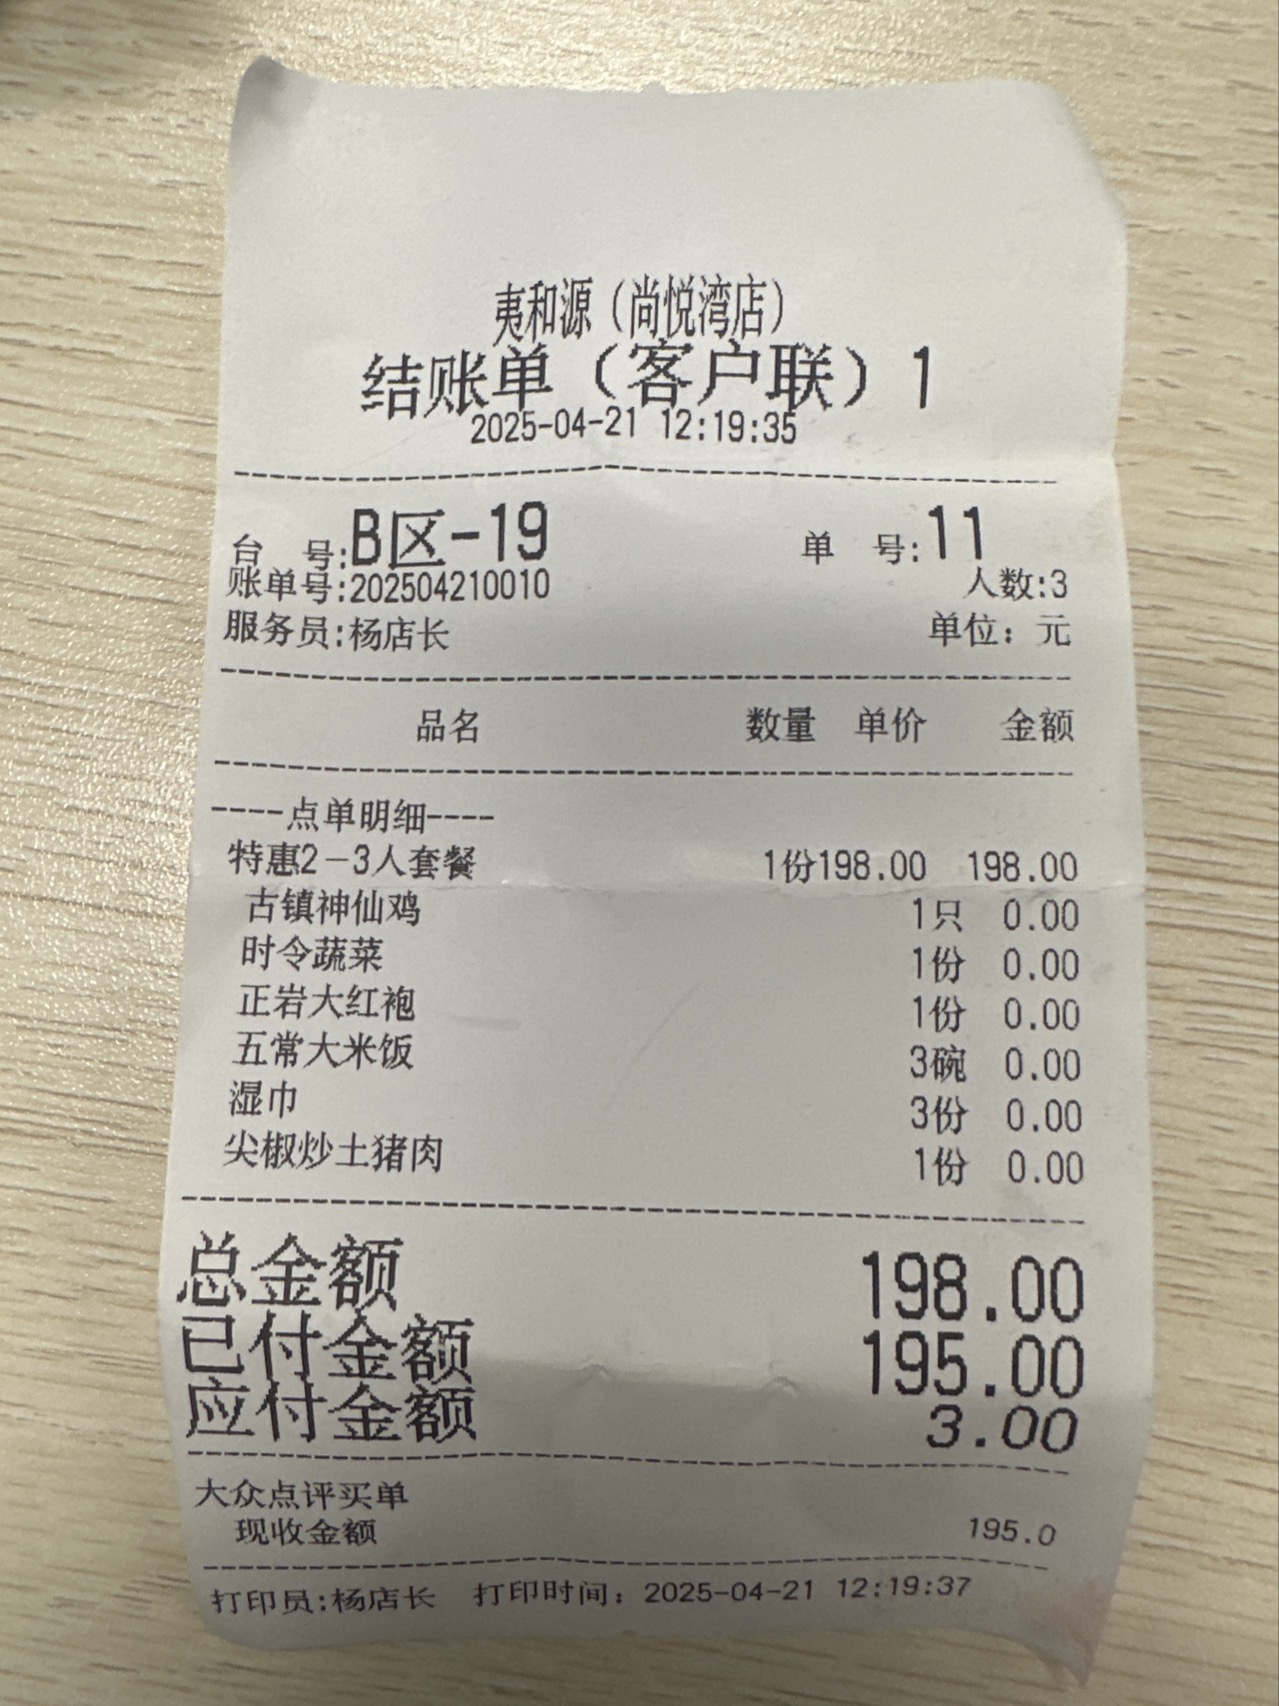 夷和源（尚悦湾店）
结账单（客户联）1
2025-04-21 12:19:35
台 号:B区-19 单 号:11
账单号:202504210010 人数:3
服务员:杨店长 单位：元
品名 数量 单价 金额
----点单明细----
特惠2－3人套餐 1份198.00 198.00
古镇神仙鸡 1只 0.00
时令蔬菜 1份 0.00
正岩大红袍 1份 0.00
五常大米饭 3碗 0.00
湿巾 3份 0.00
尖椒炒土猪肉 1份 0.00
总金额 198.00
已付金额 195.00
应付金额 3.00
大众点评买单
现收金额 195.0
打印员:杨店长 打印时间：2025-04-21 12:19:37